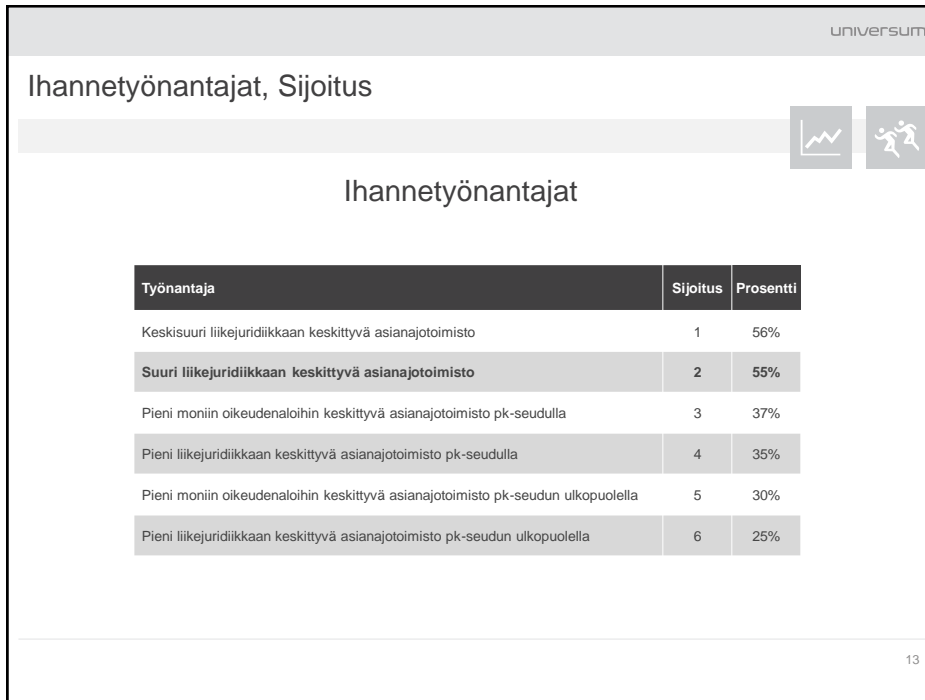 universum
Ihannetyönantajat, Sijoitus
Ihannetyönantajat
Työnantaja Sijoitus Prosentti
Keskisuuri liikejuridiikkaan keskittyvä asianajotoimisto 1 56%
Suuri liikejuridiikkaan keskittyvä asianajotoimisto 2 55%
Pieni moniin oikeudenaloihin keskittyvä asianajotoimisto pk-seudulla 3 37%
Pieni liikejuridiikkaan keskittyvä asianajotoimisto pk-seudulla 4 35%
Pieni moniin oikeudenaloihin keskittyvä asianajotoimisto pk-seudun ulkopuolella 5 30%
Pieni liikejuridiikkaan keskittyvä asianajotoimisto pk-seudun ulkopuolella 6 25%
13